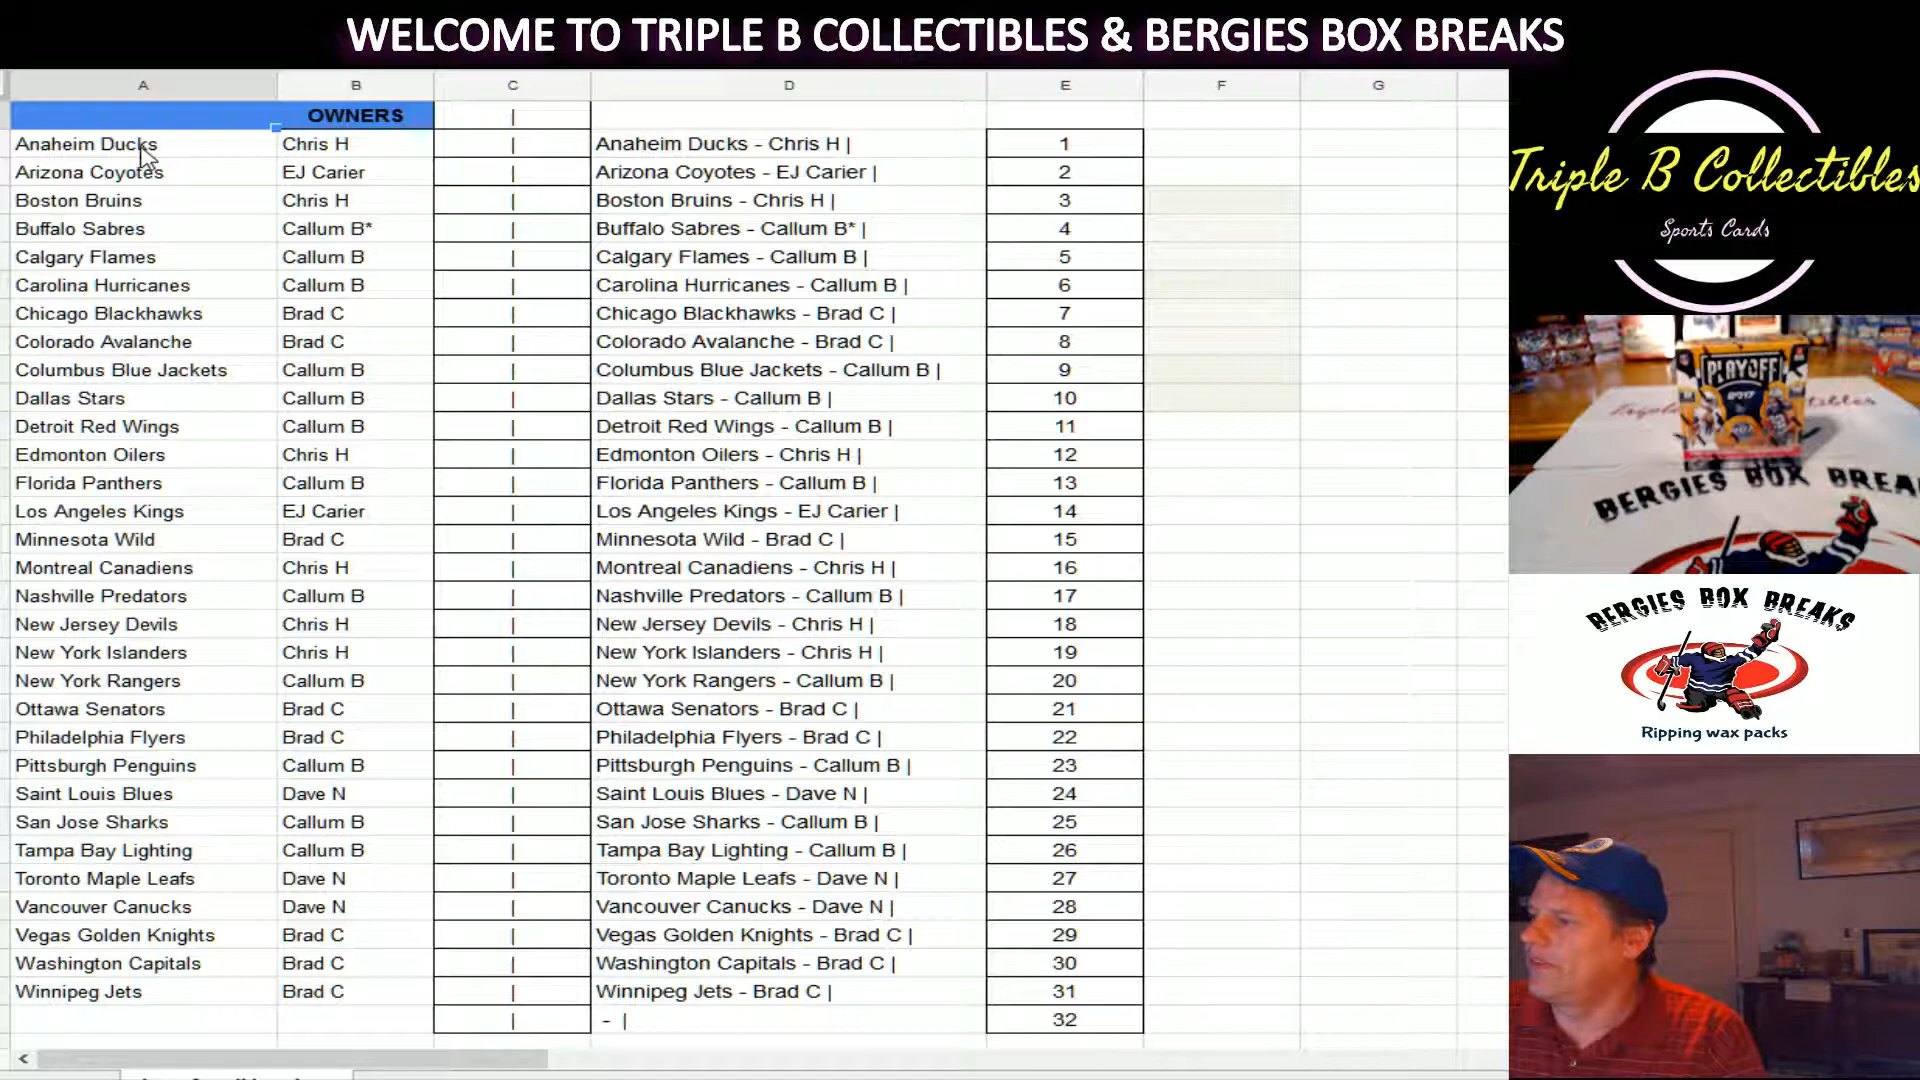 WELCOME TO TRIPLE B COLLECTIBLES & BERGIES BOX BREAKS
A B C D E F G
OWNERS |
Anaheim Ducks Chris H | Anaheim Ducks - Chris H | 1
Arizona Coyotes EJ Carier | Arizona Coyotes - EJ Carier | 2
Boston Bruins Chris H | Boston Bruins - Chris H | 3
Buffalo Sabres Callum B* | Buffalo Sabres - Callum B* | 4
Calgary Flames Callum B | Calgary Flames - Callum B | 5
Carolina Hurricanes Callum B | Carolina Hurricanes - Callum B | 6
Chicago Blackhawks Brad C | Chicago Blackhawks - Brad C | 7
Colorado Avalanche Brad C | Colorado Avalanche - Brad C | 8
Columbus Blue Jackets Callum B | Columbus Blue Jackets - Callum B | 9
Dallas Stars Callum B | Dallas Stars - Callum B | 10
Detroit Red Wings Callum B | Detroit Red Wings - Callum B | 11
Edmonton Oilers Chris H | Edmonton Oilers - Chris H | 12
Florida Panthers Callum B | Florida Panthers - Callum B | 13
Los Angeles Kings EJ Carier | Los Angeles Kings - EJ Carier | 14
Minnesota Wild Brad C | Minnesota Wild - Brad C | 15
Montreal Canadiens Chris H | Montreal Canadiens - Chris H | 16
Nashville Predators Callum B | Nashville Predators - Callum B | 17
New Jersey Devils Chris H | New Jersey Devils - Chris H | 18
New York Islanders Chris H | New York Islanders - Chris H | 19
New York Rangers Callum B | New York Rangers - Callum B | 20
Ottawa Senators Brad C | Ottawa Senators - Brad C | 21
Philadelphia Flyers Brad C | Philadelphia Flyers - Brad C | 22
Pittsburgh Penguins Callum B | Pittsburgh Penguins - Callum B | 23
Saint Louis Blues Dave N | Saint Louis Blues - Dave N | 24
San Jose Sharks Callum B | San Jose Sharks - Callum B | 25
Tampa Bay Lighting Callum B | Tampa Bay Lighting - Callum B | 26
Toronto Maple Leafs Dave N | Toronto Maple Leafs - Dave N | 27
Vancouver Canucks Dave N | Vancouver Canucks - Dave N | 28
Vegas Golden Knights Brad C | Vegas Golden Knights - Brad C | 29
Washington Capitals Brad C | Washington Capitals - Brad C | 30
Winnipeg Jets Brad C | Winnipeg Jets - Brad C | 31
| - | 32
Triple B Collectibles
Sports Cards
PLAYOFF
BERGIES BOX BREA
BERGIES BOX BREAKS
Ripping wax packs